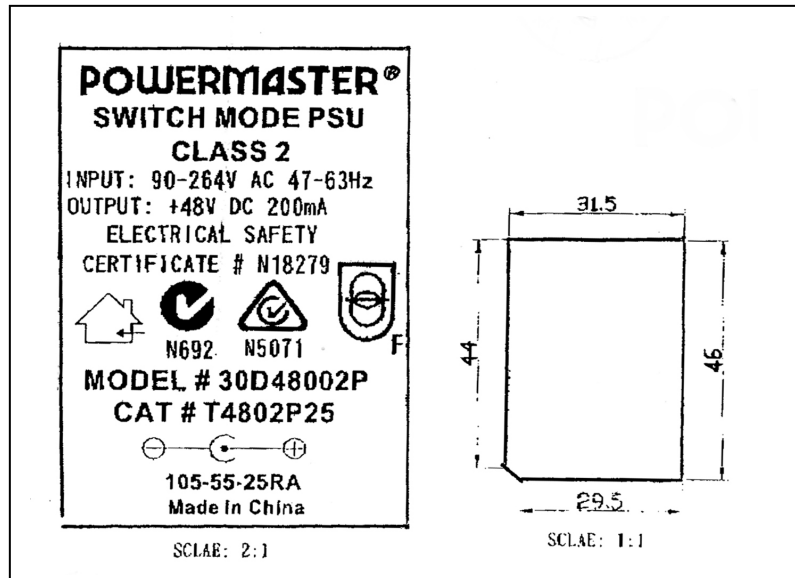 POWERMASTER®
SWITCH MODE PSU
CLASS 2
INPUT: 90-264V AC 47-63Hz
OUTPUT: +48V DC 200mA
ELECTRICAL SAFETY
CERTIFICATE # N18279
F
N692 N5071
MODEL # 30D48002P
CAT # T4802P25
105-55-25RA
Made in China
SCLAE: 2:1
31.5
44
46
29.5
SCLAE: 1:1